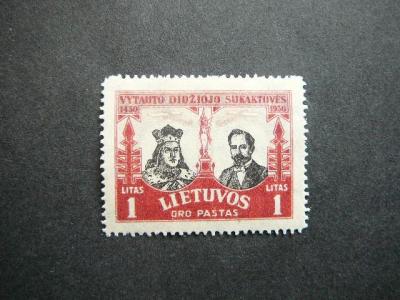 VYTAUTO DIDŽIOJO SUKAKTUVĖS
1430 1930
LITAS LITAS
1 LIETUVOS 1
ORO PAŠTAS